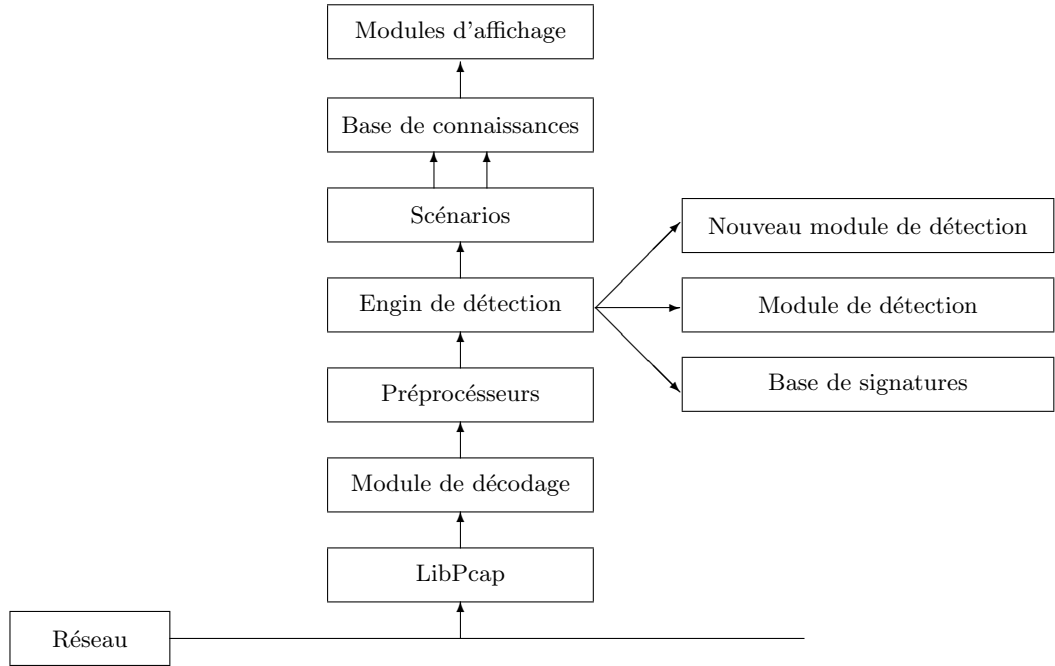 Modules d'affichage
Base de connaissances
Scénarios
Nouveau module de détection
Engin de détection
Module de détection
Base de signatures
Préprocésseurs
Module de décodage
LibPcap
Réseau